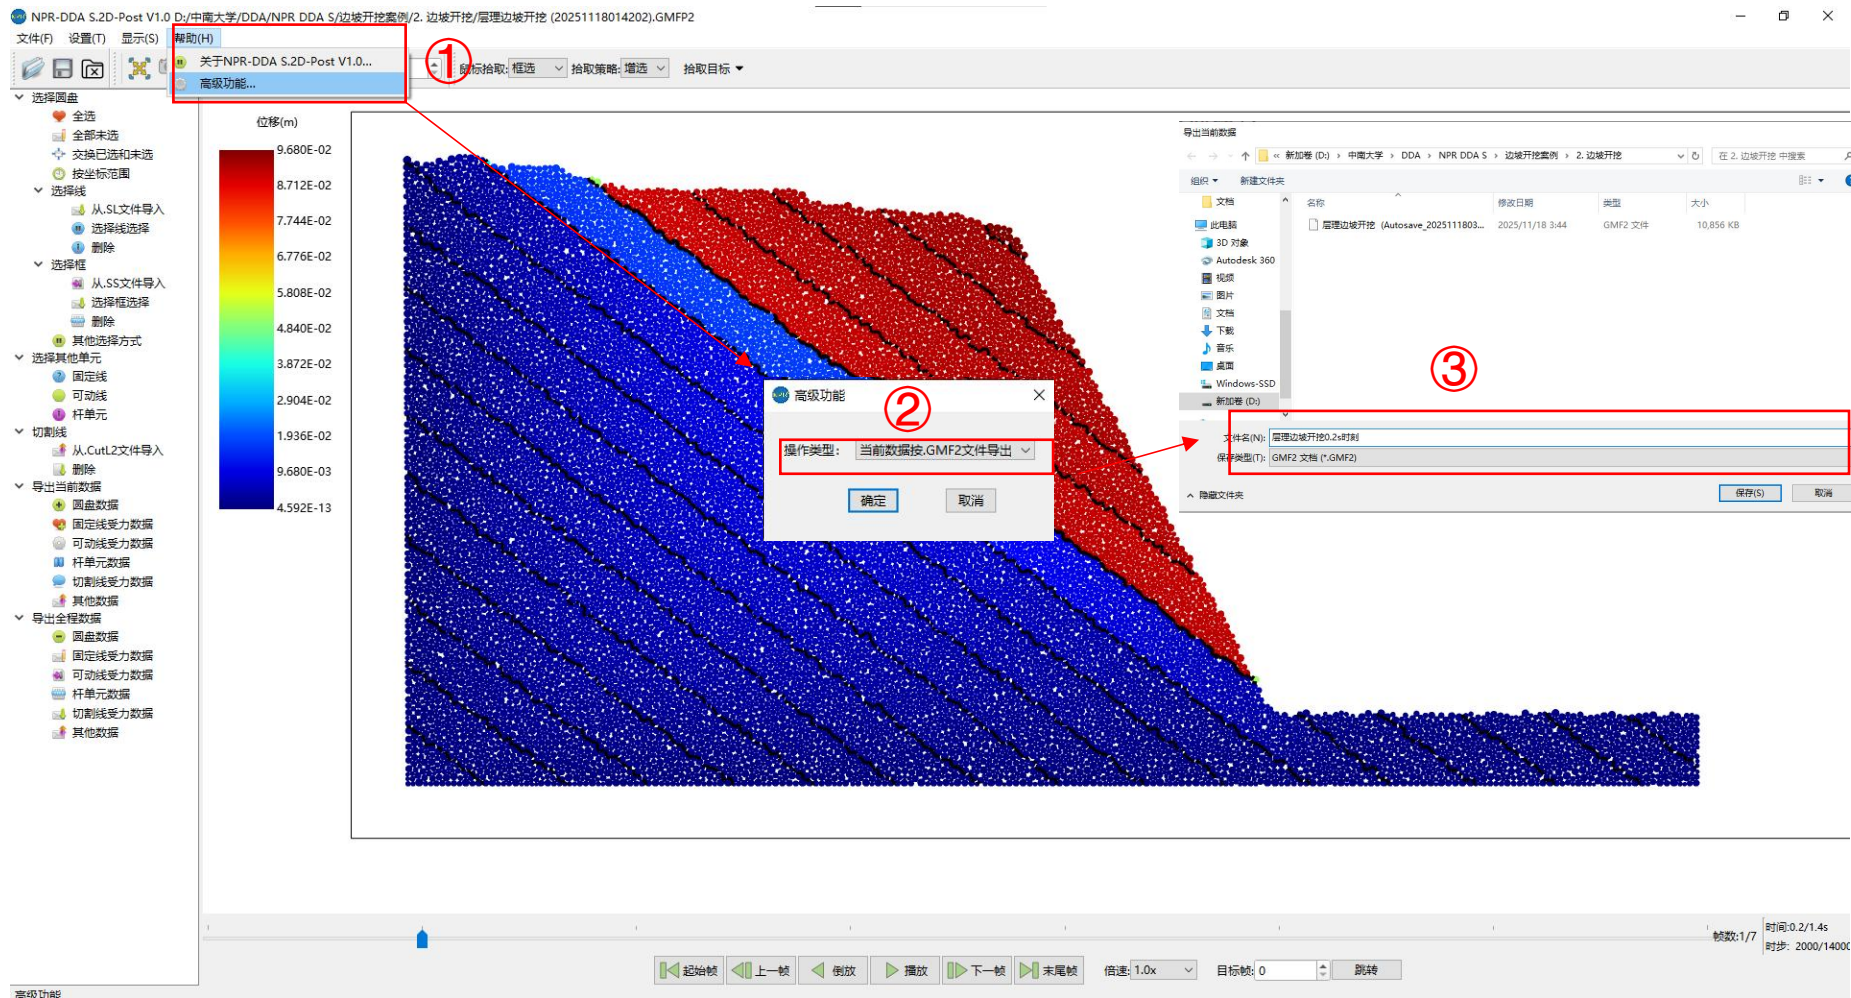 NPR-DDA S.2D-Post V1.0 D:/中南大学/DDA/NPR DDA S/边坡开挖案例/2. 边坡开挖/层理边坡开挖 (20251118014202).GMFP2
文件(F) 设置(T) 显示(S) 帮助(H)
关于NPR-DDA S.2D-Post V1.0...
高级功能...
①
鼠标拾取: 框选 拾取策略: 增选 拾取目标
选择圆盘
全选
全部未选
交换已选和未选
按坐标范围
选择线
从.SL文件导入
选择线选择
删除
选择框
从.SS文件导入
选择框选择
删除
其他选择方式
选择其他单元
固定线
可动线
杆单元
切割线
从.CutL2文件导入
删除
导出当前数据
圆盘数据
固定线受力数据
可动线受力数据
杆单元数据
切割线受力数据
其他数据
导出全程数据
圆盘数据
固定线受力数据
可动线受力数据
杆单元数据
切割线受力数据
其他数据
位移(m)
9.680E-02
8.712E-02
7.744E-02
6.776E-02
5.808E-02
4.840E-02
3.872E-02
2.904E-02
1.936E-02
9.680E-03
4.592E-13
高级功能
②
操作类型: 当前数据按.GMF2文件导出
确定 取消
导出当前数据
« 新加卷 (D:) › 中南大学 › DDA › NPR DDA S › 边坡开挖案例 › 2. 边坡开挖
在 2. 边坡开挖 中搜索
组织 新建文件夹
名称 修改日期 类型 大小
层理边坡开挖 (Autosave_2025111803... 2025/11/18 3:44 GMF2 文件 10,856 KB
文档
此电脑
3D 对象
Autodesk 360
视频
图片
文档
下载
音乐
桌面
Windows-SSD
新加卷 (D:)
③
文件名(N): 层理边坡开挖0.2s时刻
保存类型(T): GMF2 文档 (*.GMF2)
隐藏文件夹
保存(S) 取消
帧数:1/7
时间:0.2/1.4s
时步: 2000/14000
起始帧 上一帧 倒放 播放 下一帧 末尾帧 倍速: 1.0x 目标帧: 0 跳转
高级功能